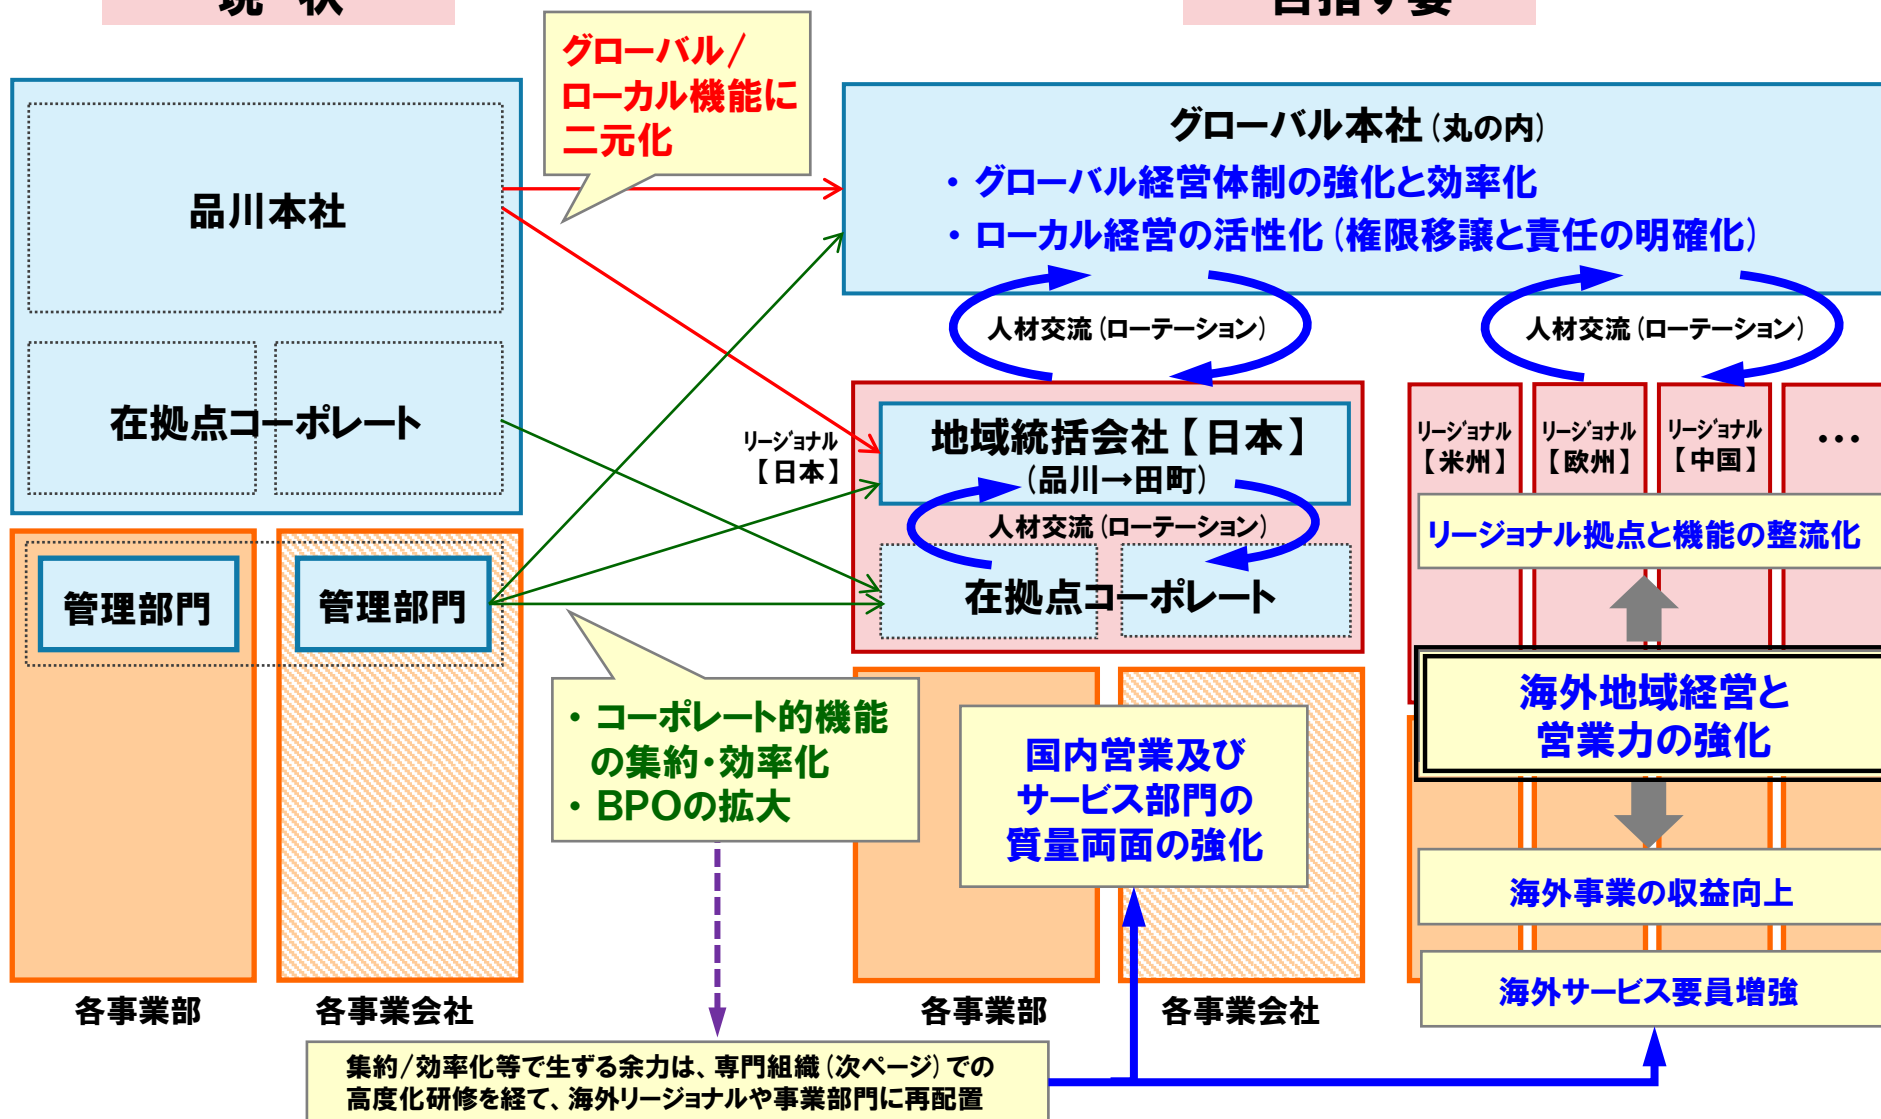 現 状
目指す姿
グローバル/
ローカル機能に
二元化
品川本社
在拠点コーポレート
管理部門
管理部門
各事業部
各事業会社
グローバル本社(丸の内)
・グローバル経営体制の強化と効率化
・ローカル経営の活性化(権限移譲と責任の明確化)
人材交流(ローテーション)
人材交流(ローテーション)
リージョナル
【日本】
地域統括会社【日本】
(品川→田町)
人材交流(ローテーション)
在拠点コーポレート
リージョナル
【米州】
リージョナル
【欧州】
リージョナル
【中国】
…
リージョナル拠点と機能の整流化
海外地域経営と
営業力の強化
海外事業の収益向上
海外サービス要員増強
・コーポレート的機能
の集約・効率化
・BPOの拡大
国内営業及び
サービス部門の
質量両面の強化
各事業部
各事業会社
集約/効率化等で生ずる余力は、専門組織(次ページ)での
高度化研修を経て、海外リージョナルや事業部門に再配置